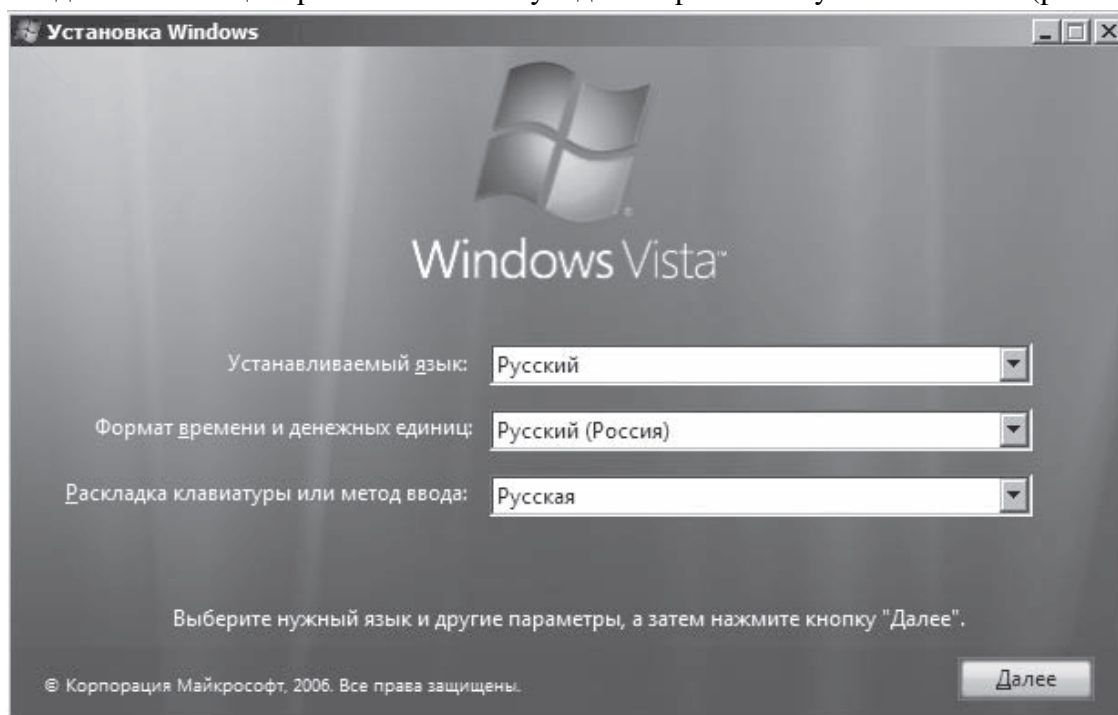 Установка Windows
Windows Vista™
Устанавливаемый язык: Русский
Формат времени и денежных единиц: Русский (Россия)
Раскладка клавиатуры или метод ввода: Русская
Выберите нужный язык и другие параметры, а затем нажмите кнопку "Далее".
© Корпорация Майкрософт, 2006. Все права защищены.
Далее